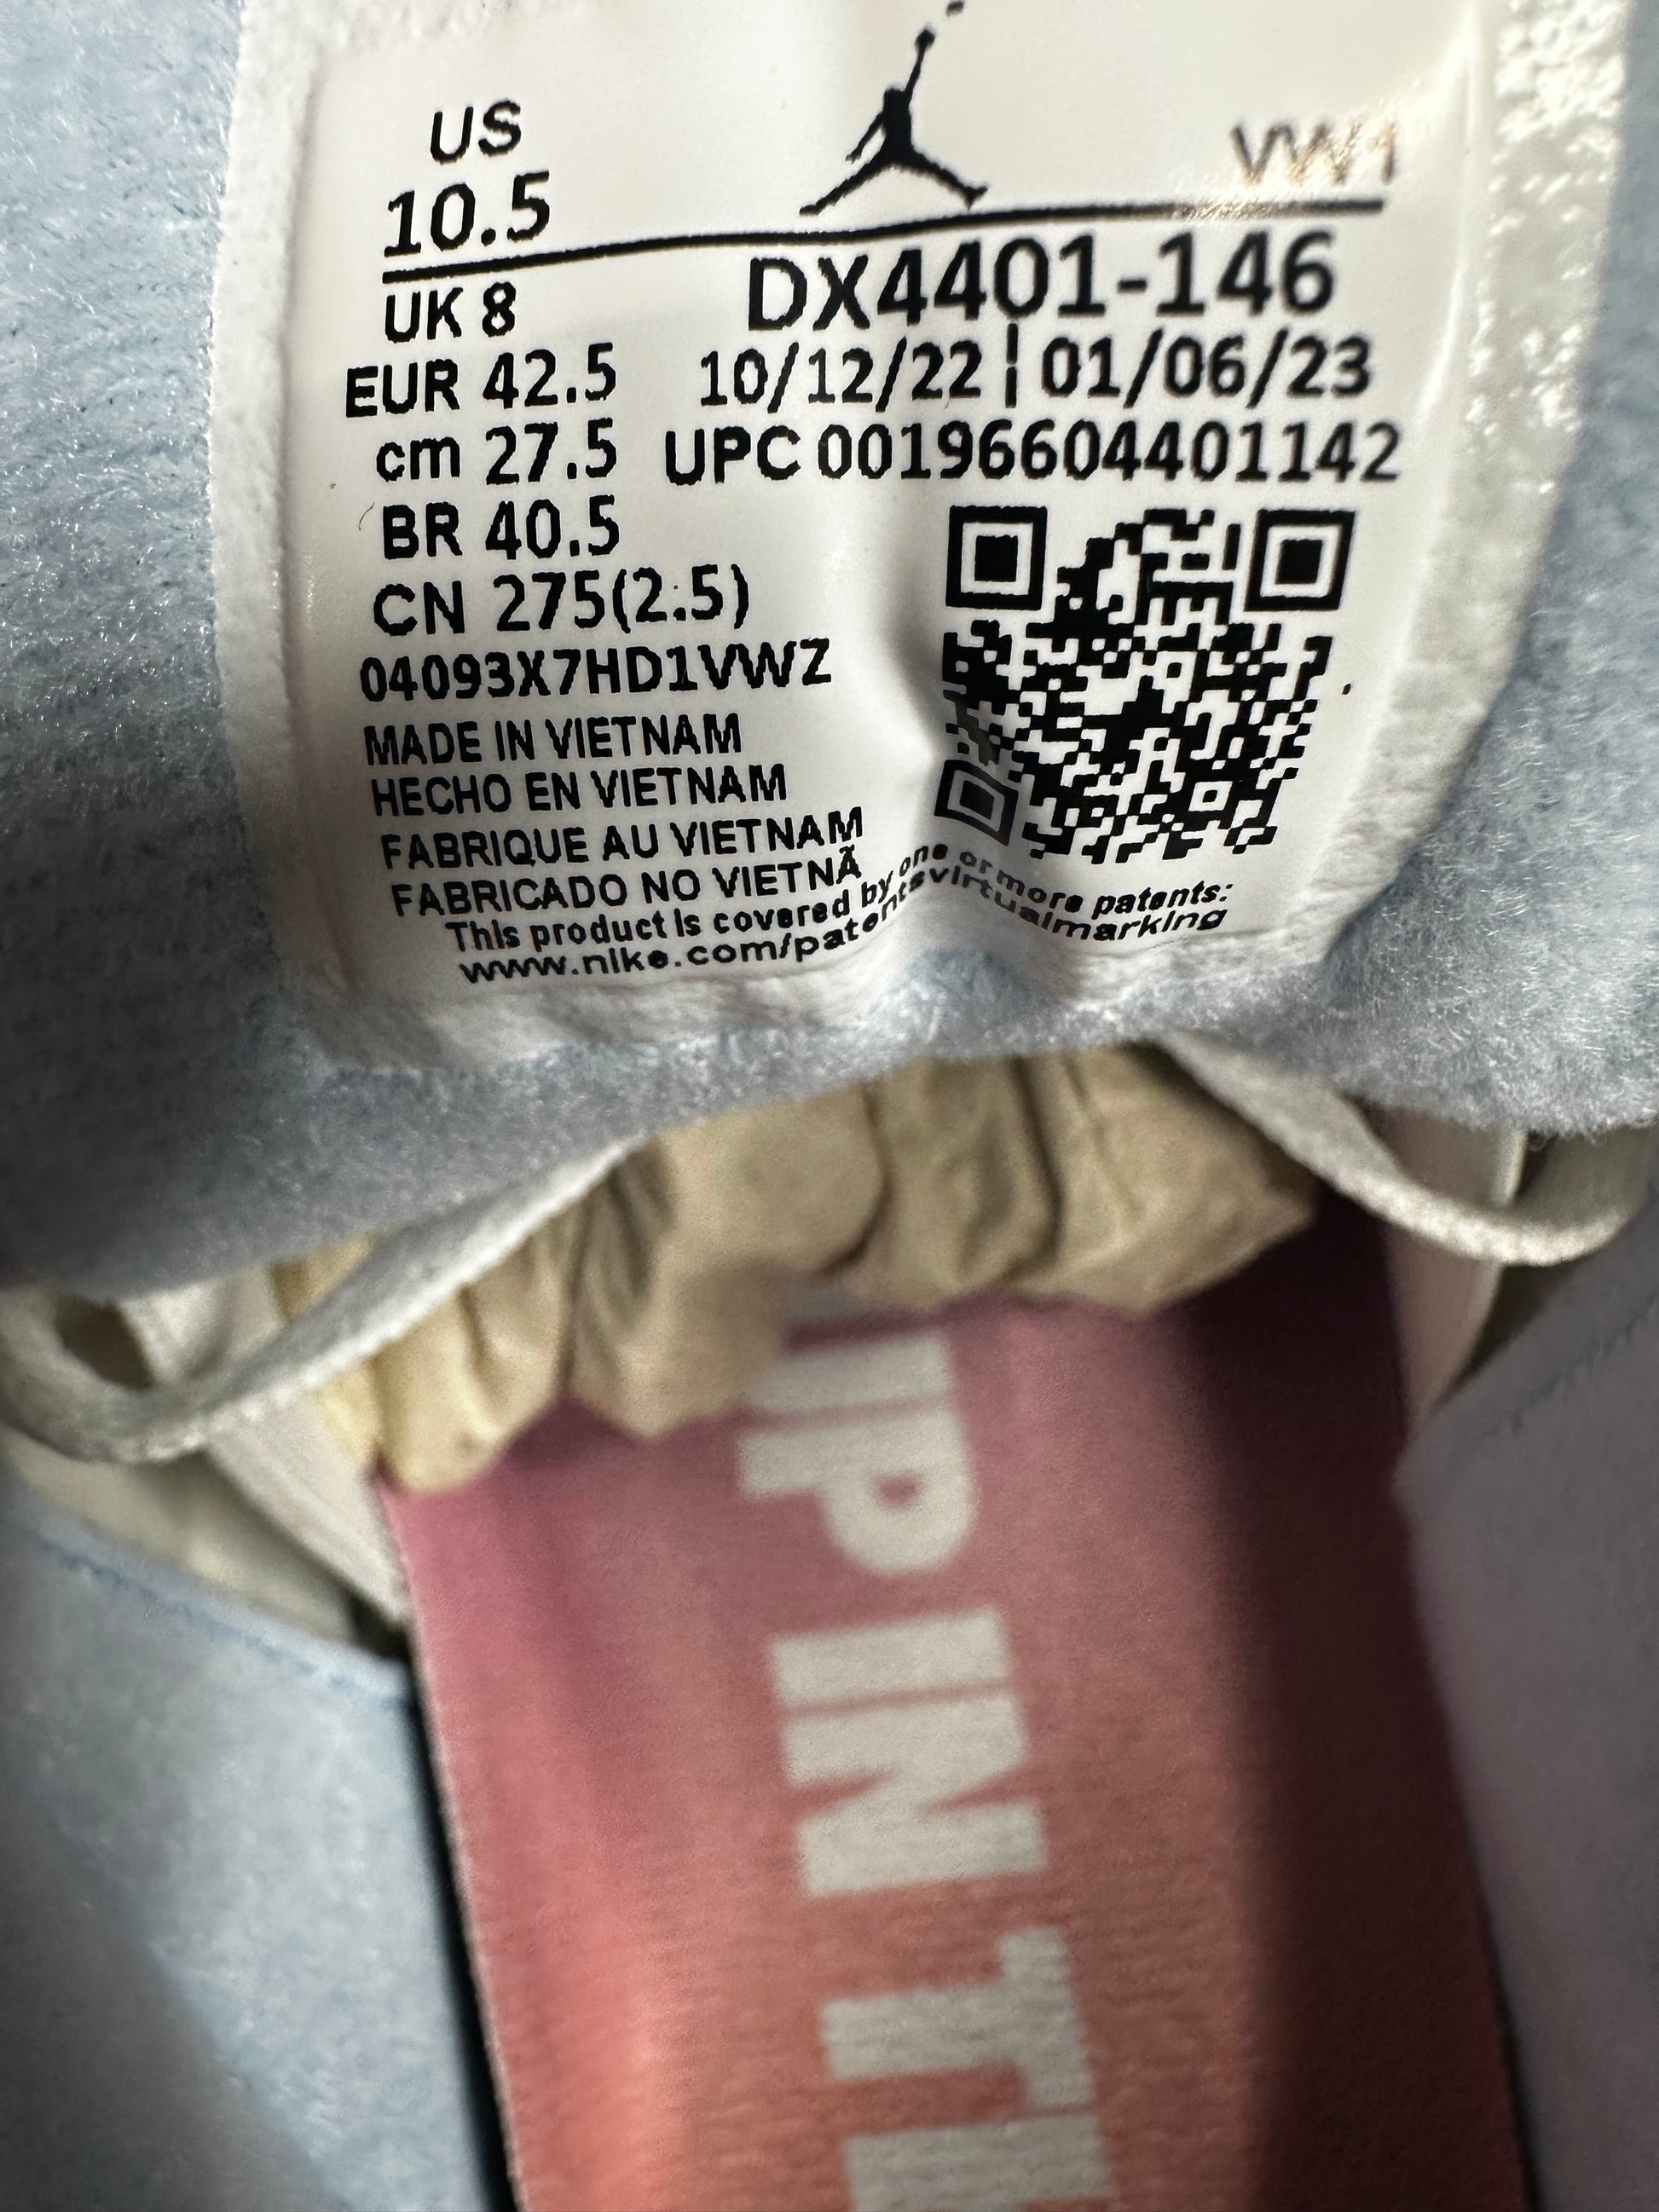 US
10.5
VW1
UK 8
DX4401-146
EUR 42.5
10/12/22 | 01/06/23
cm 27.5
UPC 00196604401142
BR 40.5
CN 275(2.5)
04093X7HD1VWZ
MADE IN VIETNAM
HECHO EN VIETNAM
FABRIQUE AU VIETNAM
FABRICADO NO VIETNÃ
This product is covered by one or more patents:
www.nike.com/patentsvirtualmarking
IN